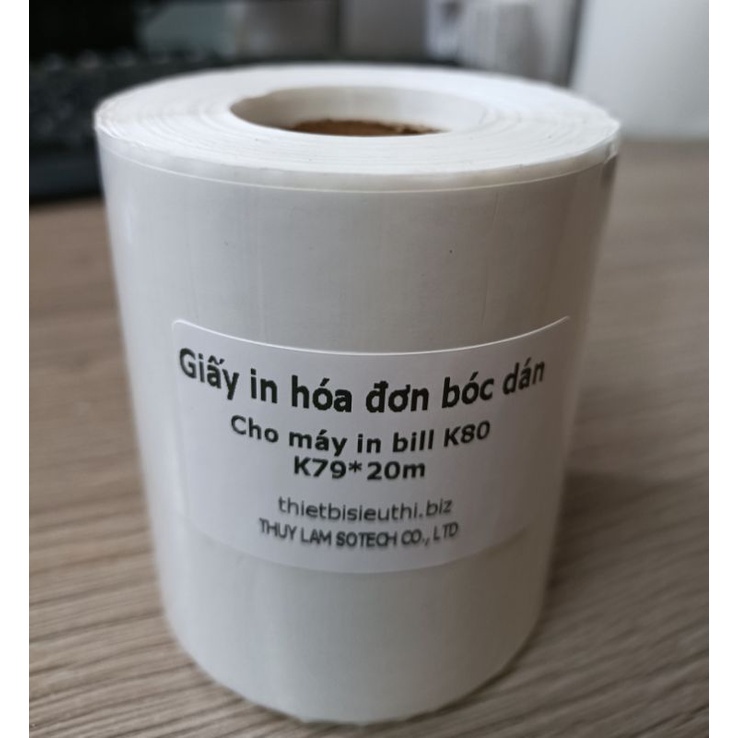 Giấy in hóa đơn bóc dán
Cho máy in bill K80
K79*20m
thietbisieuthi.biz
THUY LAM SOTECH CO., LTD